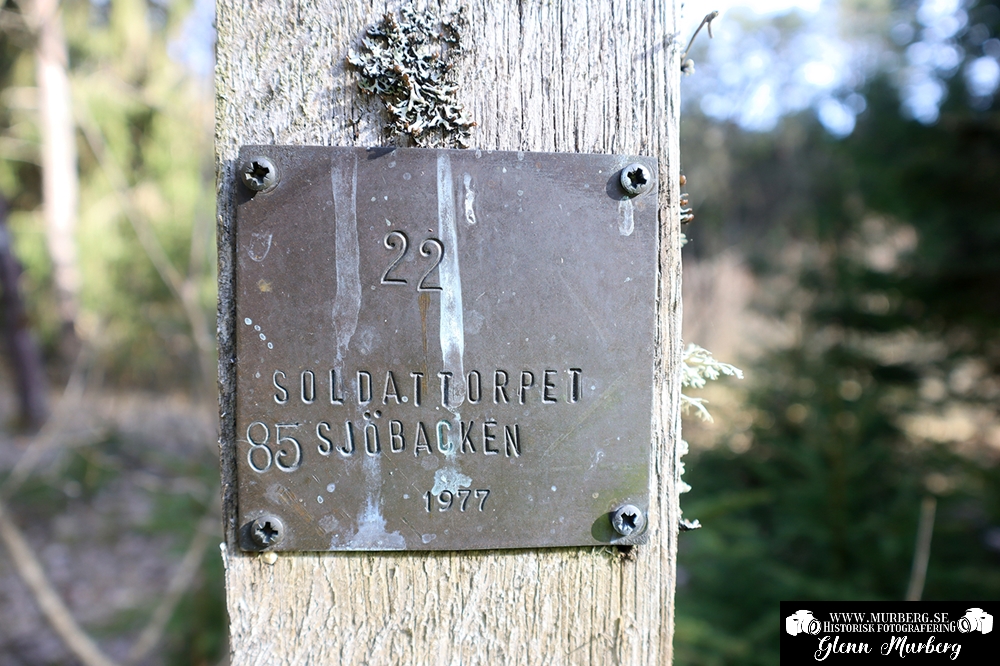 22
SOLDATTORPET
85 SJÖBACKEN
1977
WWW.MURBERG.SE
HISTORISK FOTOGRAFERING
Glenn Murberg